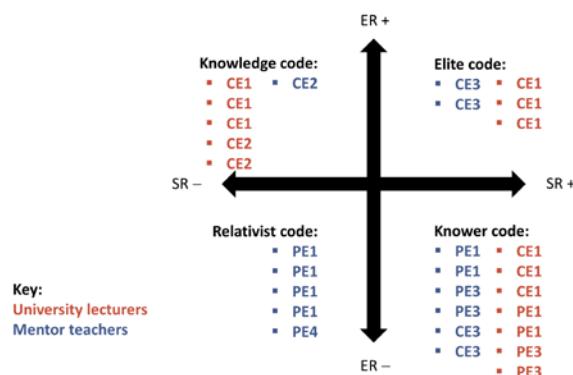 ER +
Knowledge code:
▪ CE1 ▪ CE2
▪ CE1
▪ CE1
▪ CE2
▪ CE2
Elite code:
▪ CE3 ▪ CE1
▪ CE3 ▪ CE1
▪ CE1
SR – SR +
Relativist code:
▪ PE1
▪ PE1
▪ PE1
▪ PE1
▪ PE4
Knower code:
▪ PE1 ▪ CE1
▪ PE1 ▪ CE1
▪ PE3 ▪ CE1
▪ PE3 ▪ PE1
▪ CE3 ▪ PE1
▪ CE3 ▪ PE3
▪ PE3
Key:
University lecturers
Mentor teachers
ER –